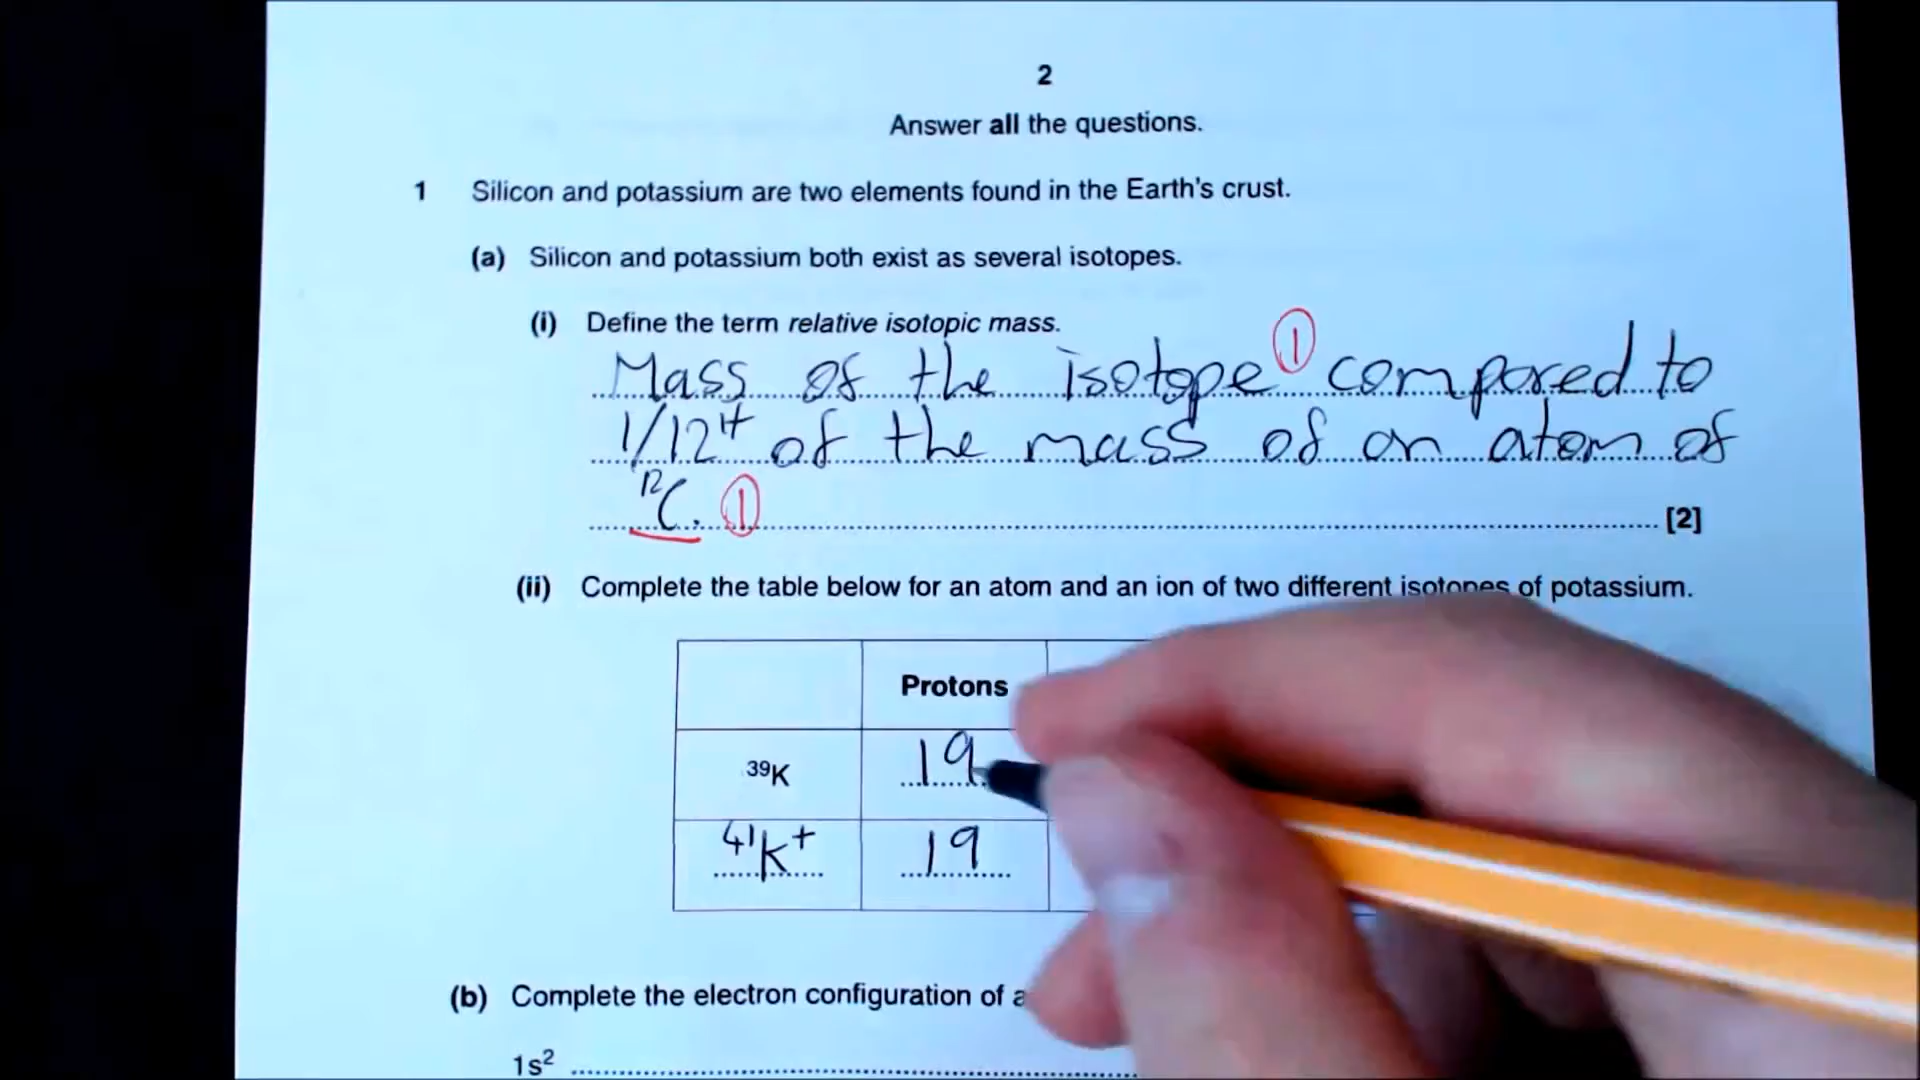 2
Answer all the questions.
1 Silicon and potassium are two elements found in the Earth's crust.
(a) Silicon and potassium both exist as several isotopes.
(i) Define the term relative isotopic mass.
Mass of the isotope ① compared to
1/12th of the mass of an atom of
¹²C. ①
[2]
(ii) Complete the table below for an atom and an ion of two different isotopes of potassium.
Protons
³⁹K 19
⁴¹K⁺ 19
(b) Complete the electron configuration of a
1s²